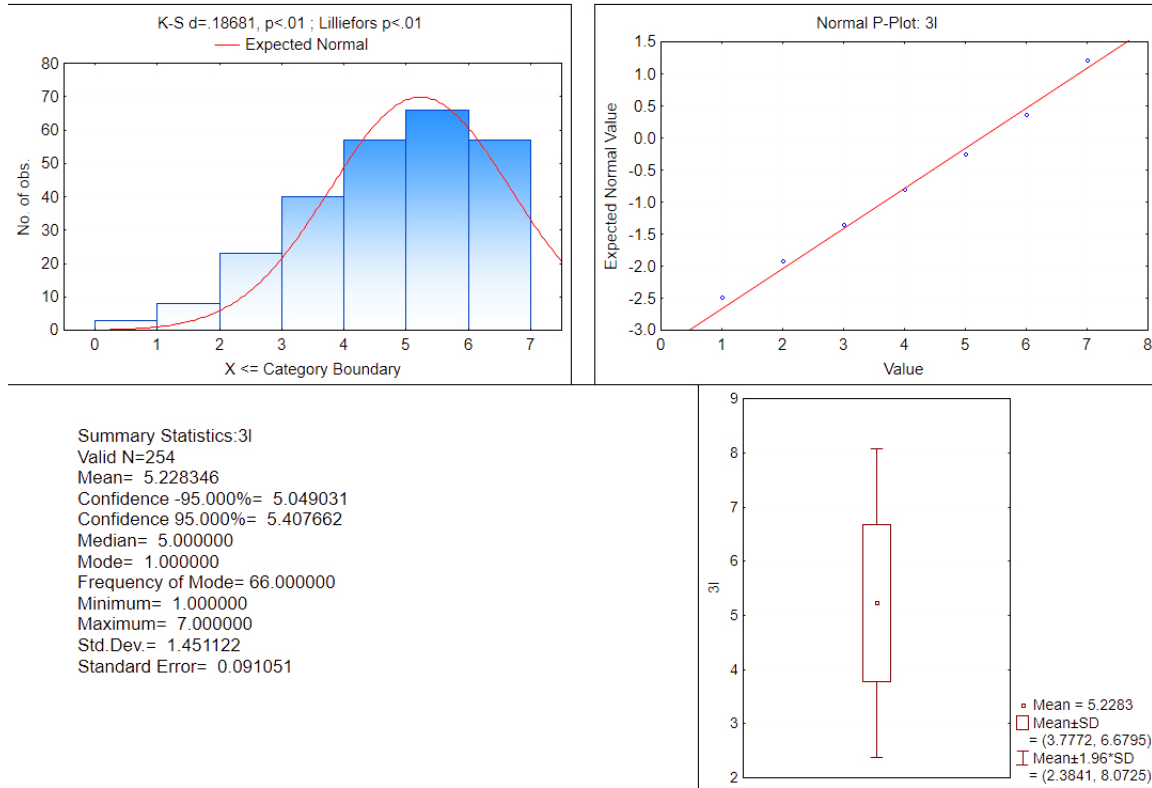 K-S d=.18681, p<.01 ; Lilliefors p<.01
Expected Normal
80
70
60
50
40
30
20
10
0
No. of obs.
0 1 2 3 4 5 6 7
X <= Category Boundary
Normal P-Plot: 3l
1.5
1.0
0.5
0.0
-0.5
-1.0
-1.5
-2.0
-2.5
-3.0
Expected Normal Value
0 1 2 3 4 5 6 7 8
Value
Summary Statistics:3l
Valid N=254
Mean= 5.228346
Confidence -95.000%= 5.049031
Confidence 95.000%= 5.407662
Median= 5.000000
Mode= 1.000000
Frequency of Mode= 66.000000
Minimum= 1.000000
Maximum= 7.000000
Std.Dev.= 1.451122
Standard Error= 0.091051
9
8
7
6
5
4
3
2
3l
Mean = 5.2283
Mean±SD
= (3.7772, 6.6795)
Mean±1.96*SD
= (2.3841, 8.0725)